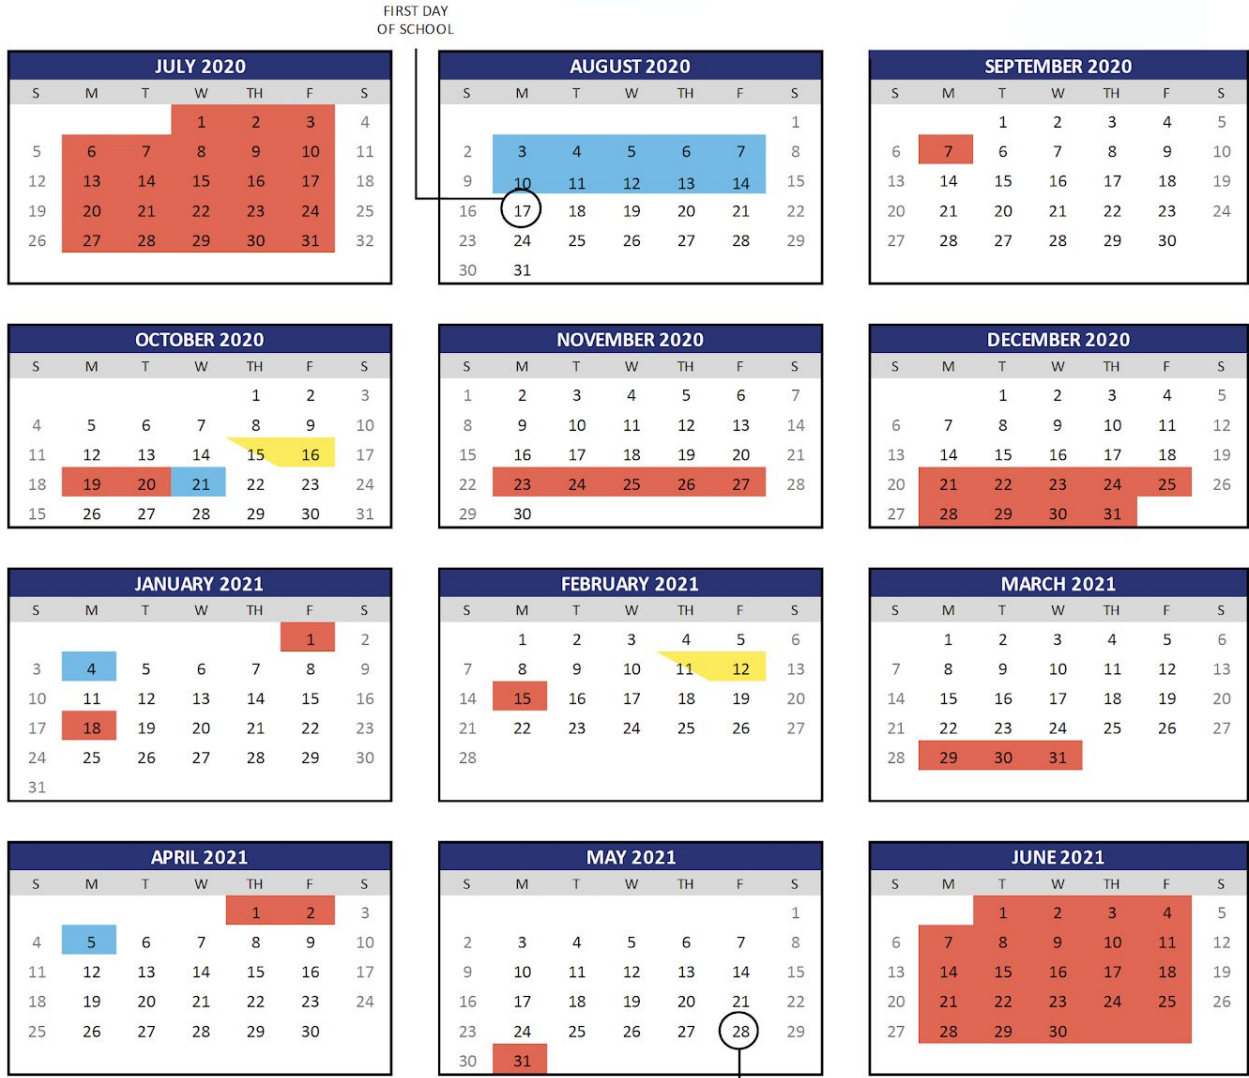 FIRST DAY
OF SCHOOL
JULY 2020
S M T W TH F S
1 2 3 4
5 6 7 8 9 10 11
12 13 14 15 16 17 18
19 20 21 22 23 24 25
26 27 28 29 30 31 32
AUGUST 2020
S M T W TH F S
1
2 3 4 5 6 7 8
9 10 11 12 13 14 15
16 17 18 19 20 21 22
23 24 25 26 27 28 29
30 31
SEPTEMBER 2020
S M T W TH F S
1 2 3 4 5
6 7 6 7 8 9 10
13 14 15 16 17 18 19
20 21 20 21 22 23 24
27 28 27 28 29 30
OCTOBER 2020
S M T W TH F S
1 2 3
4 5 6 7 8 9 10
11 12 13 14 15 16 17
18 19 20 21 22 23 24
15 26 27 28 29 30 31
NOVEMBER 2020
S M T W TH F S
1 2 3 4 5 6 7
8 9 10 11 12 13 14
15 16 17 18 19 20 21
22 23 24 25 26 27 28
29 30
DECEMBER 2020
S M T W TH F S
1 2 3 4 5
6 7 8 9 10 11 12
13 14 15 16 17 18 19
20 21 22 23 24 25 26
27 28 29 30 31
JANUARY 2021
S M T W TH F S
1 2
3 4 5 6 7 8 9
10 11 12 13 14 15 16
17 18 19 20 21 22 23
24 25 26 27 28 29 30
31
FEBRUARY 2021
S M T W TH F S
1 2 3 4 5 6
7 8 9 10 11 12 13
14 15 16 17 18 19 20
21 22 23 24 25 26 27
28
MARCH 2021
S M T W TH F S
1 2 3 4 5 6
7 8 9 10 11 12 13
14 15 16 17 18 19 20
21 22 23 24 25 26 27
28 29 30 31
APRIL 2021
S M T W TH F S
1 2 3
4 5 6 7 8 9 10
11 12 13 14 15 16 17
18 19 20 21 22 23 24
25 26 27 28 29 30
MAY 2021
S M T W TH F S
1
2 3 4 5 6 7 8
9 10 11 12 13 14 15
16 17 18 19 20 21 22
23 24 25 26 27 28 29
30 31
JUNE 2021
S M T W TH F S
1 2 3 4 5
6 7 8 9 10 11 12
13 14 15 16 17 18 19
20 21 22 23 24 25 26
27 28 29 30